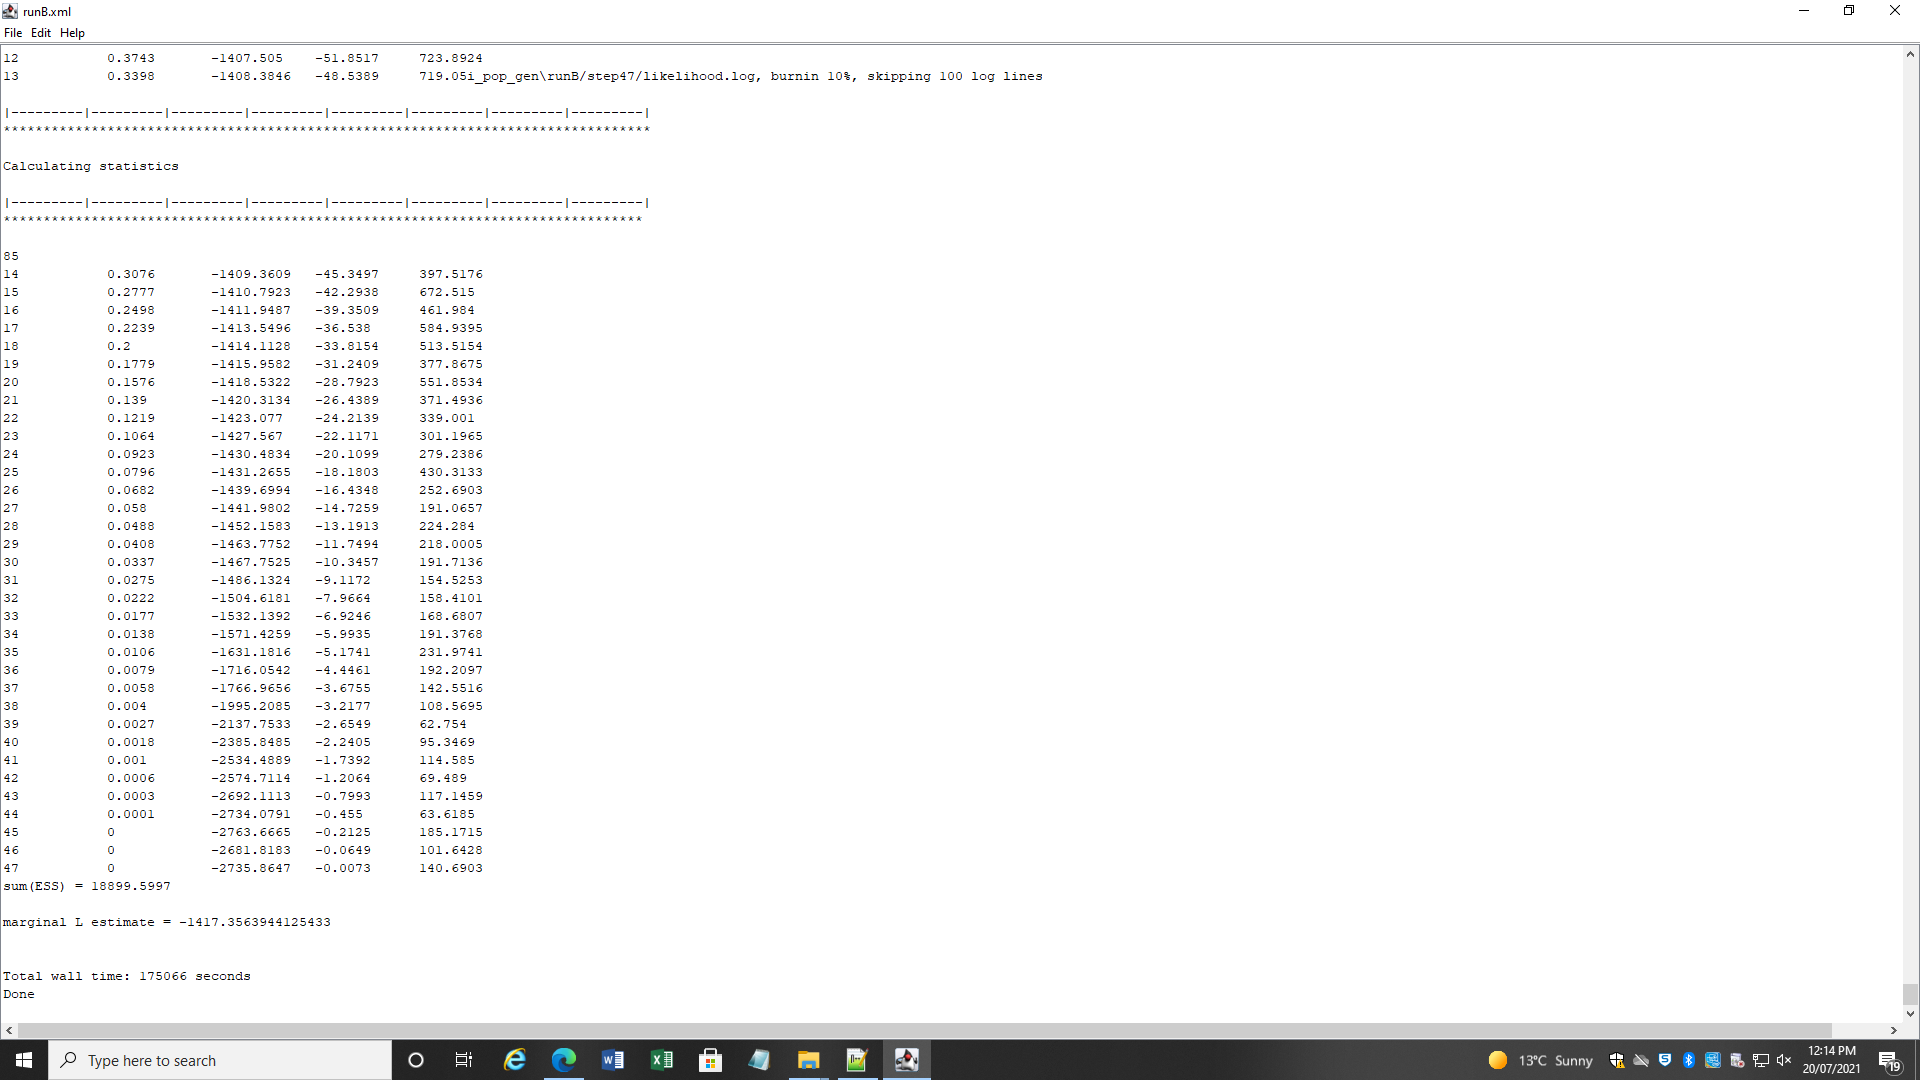 runB.xml
File Edit Help
12 0.3743 -1407.505 -51.8517 723.8924
13 0.3398 -1408.3846 -48.5389 719.05i_pop_gen\runB/step47/likelihood.log, burnin 10%, skipping 100 log lines
|---------|---------|---------|---------|---------|---------|---------|---------|
*********************************************************************************
Calculating statistics
|---------|---------|---------|---------|---------|---------|---------|---------|
********************************************************************************
85
14 0.3076 -1409.3609 -45.3497 397.5176
15 0.2777 -1410.7923 -42.2938 672.515
16 0.2498 -1411.9487 -39.3509 461.984
17 0.2239 -1413.5496 -36.538 584.9395
18 0.2 -1414.1128 -33.8154 513.5154
19 0.1779 -1415.9582 -31.2409 377.8675
20 0.1576 -1418.5322 -28.7923 551.8534
21 0.139 -1420.3134 -26.4389 371.4936
22 0.1219 -1423.077 -24.2139 339.001
23 0.1064 -1427.567 -22.1171 301.1965
24 0.0923 -1430.4834 -20.1099 279.2386
25 0.0796 -1431.2655 -18.1803 430.3133
26 0.0682 -1439.6994 -16.4348 252.6903
27 0.058 -1441.9802 -14.7259 191.0657
28 0.0488 -1452.1583 -13.1913 224.284
29 0.0408 -1463.7752 -11.7494 218.0005
30 0.0337 -1467.7525 -10.3457 191.7136
31 0.0275 -1486.1324 -9.1172 154.5253
32 0.0222 -1504.6181 -7.9664 158.4101
33 0.0177 -1532.1392 -6.9246 168.6807
34 0.0138 -1571.4259 -5.9935 191.3768
35 0.0106 -1631.1816 -5.1741 231.9741
36 0.0079 -1716.0542 -4.4461 192.2097
37 0.0058 -1766.9656 -3.6755 142.5516
38 0.004 -1995.2085 -3.2177 108.5695
39 0.0027 -2137.7533 -2.6549 62.754
40 0.0018 -2385.8485 -2.2405 95.3469
41 0.001 -2534.4889 -1.7392 114.585
42 0.0006 -2574.7114 -1.2064 69.489
43 0.0003 -2692.1113 -0.7993 117.1459
44 0.0001 -2734.0791 -0.455 63.6185
45 0 -2763.6665 -0.2125 185.1715
46 0 -2681.8183 -0.0649 101.6428
47 0 -2735.8647 -0.0073 140.6903
sum(ESS) = 18899.5997
marginal L estimate = -1417.3563944125433
Total wall time: 175066 seconds
Done
Type here to search
13°C Sunny
12:14 PM
20/07/2021
19